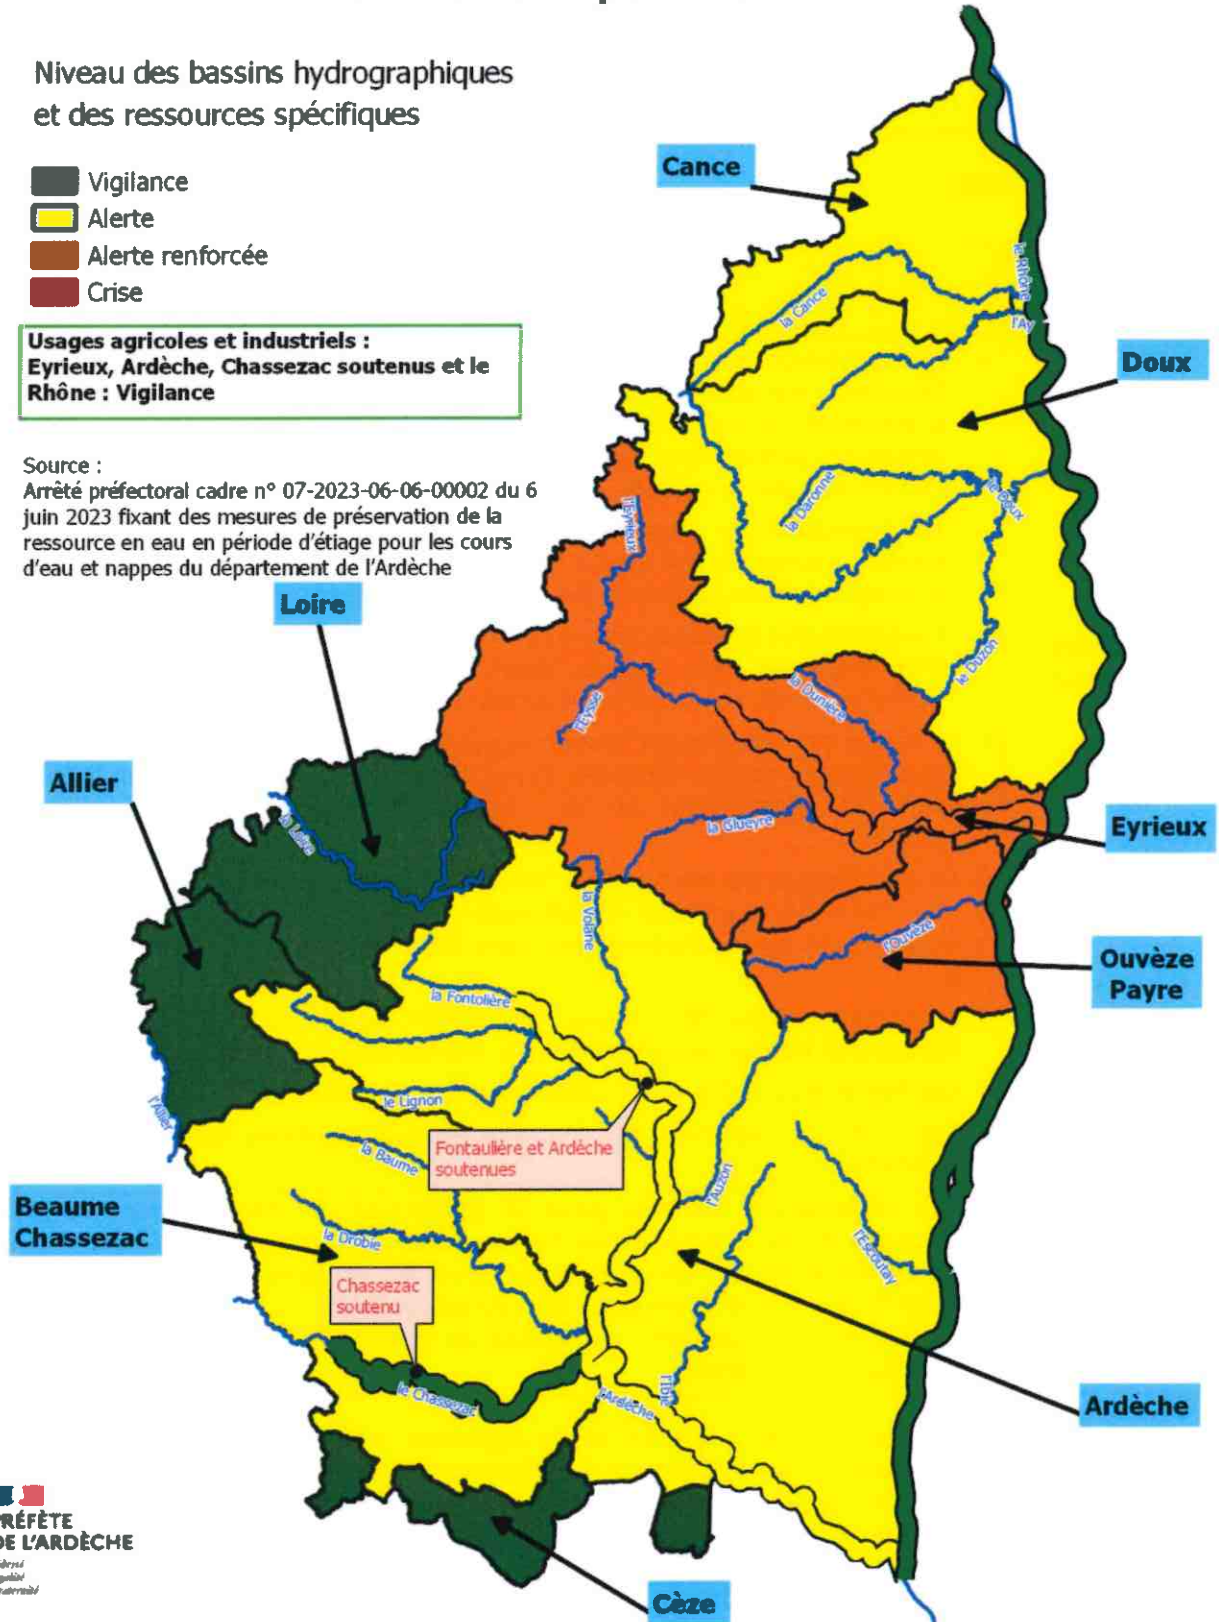 Niveau des bassins hydrographiques
et des ressources spécifiques
Vigilance
Alerte
Alerte renforcée
Crise
Usages agricoles et industriels :
Eyrieux, Ardèche, Chassezac soutenus et le
Rhône : Vigilance
Source :
Arrêté préfectoral cadre n° 07-2023-06-06-00002 du 6
juin 2023 fixant des mesures de préservation de la
ressource en eau en période d'étiage pour les cours
d'eau et nappes du département de l'Ardèche
Cance
le Rhône
la Cance
l'Ay
Doux
la Daronne
le Doux
l'Eyrieux
Loire
le Duzon
la Dunière
l'Eysse
Allier
la Loire
la Glueyre
Eyrieux
la Volane
l'Ouvèze
Ouvèze
Payre
la Fontolière
l'Allier
le Lignon
Fontaulière et Ardèche
soutenues
la Baume
l'Auzon
Beaume
Chassezac
la Drobie
l'Escoutay
Chassezac
soutenu
le Chassezac
l'Ardèche
l'Ibie
Ardèche
RÉFÈTE
DE L'ARDÈCHE
Cèze